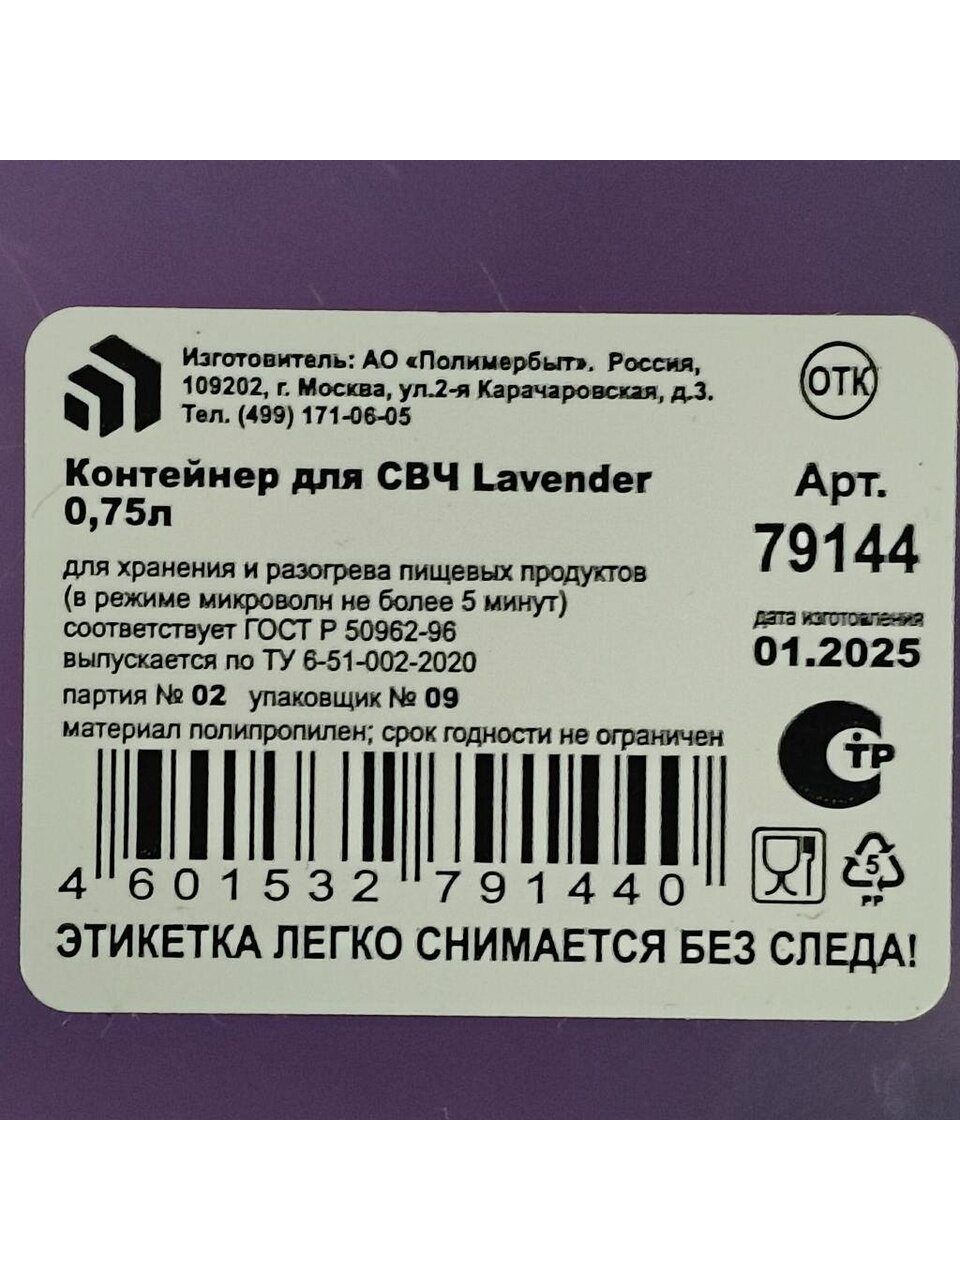 Изготовитель: АО «Полимербыт». Россия,
109202, г. Москва, ул.2-я Карачаровская, д.3.
Тел. (499) 171-06-05
ОТК
Контейнер для СВЧ Lavender
0,75л
Арт.
79144
для хранения и разогрева пищевых продуктов
(в режиме микроволн не более 5 минут)
соответствует ГОСТ Р 50962-96
выпускается по ТУ 6-51-002-2020
дата изготовления
01.2025
партия № 02 упаковщик № 09
материал полипропилен; срок годности не ограничен
СТР
4 601532 791440
5
PP
ЭТИКЕТКА ЛЕГКО СНИМАЕТСЯ БЕЗ СЛЕДА!